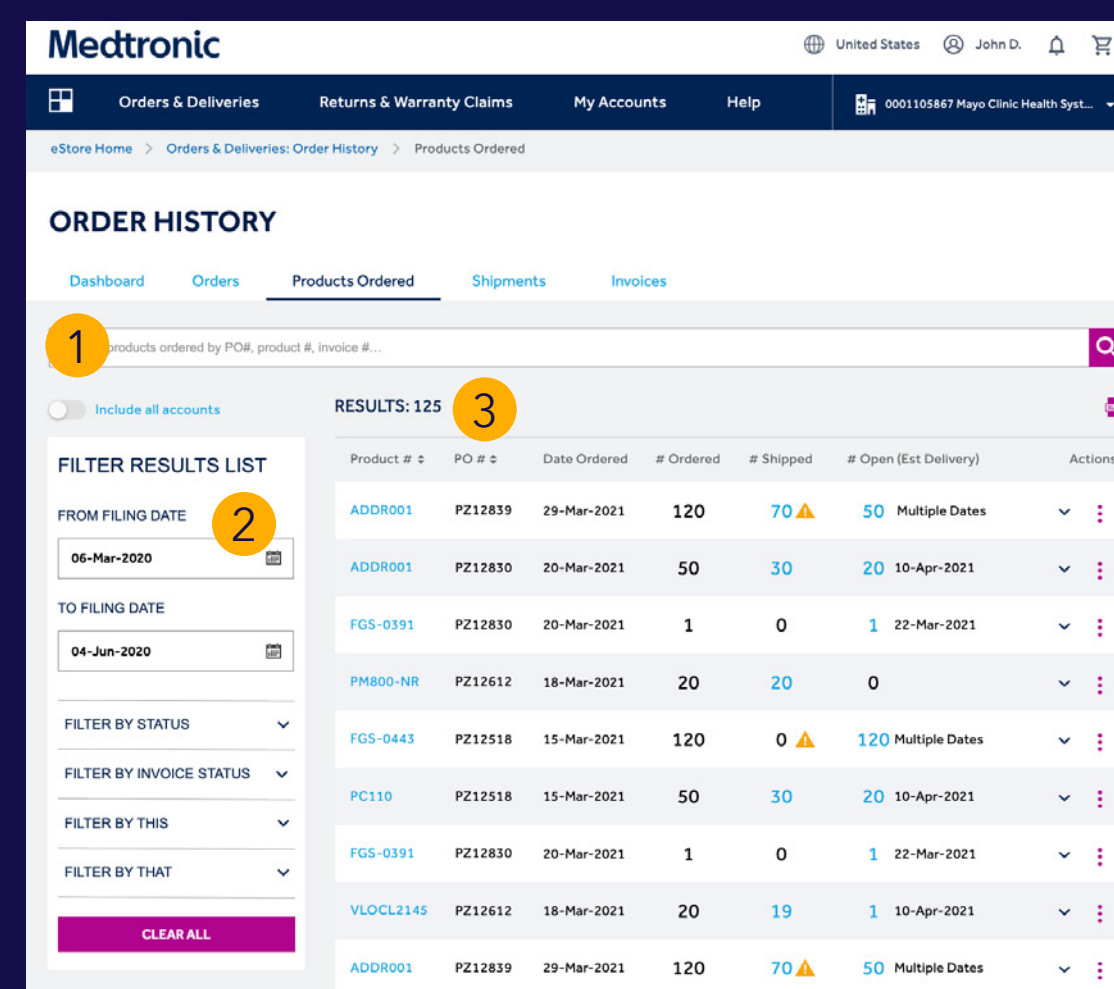 Medtronic
United States John D.
Orders & Deliveries Returns & Warranty Claims My Accounts Help 0001105867 Mayo Clinic Health Syst...
eStore Home > Orders & Deliveries: Order History > Products Ordered
ORDER HISTORY
Dashboard Orders Products Ordered Shipments Invoices
1 products ordered by PO#, product #, invoice #...
Include all accounts
RESULTS: 125 3
FILTER RESULTS LIST
FROM FILING DATE 2
06-Mar-2020
TO FILING DATE
04-Jun-2020
FILTER BY STATUS
FILTER BY INVOICE STATUS
FILTER BY THIS
FILTER BY THAT
CLEAR ALL
Product # PO # Date Ordered # Ordered # Shipped # Open (Est Delivery) Actions
ADDR001 PZ12839 29-Mar-2021 120 70 50 Multiple Dates
ADDR001 PZ12830 20-Mar-2021 50 30 20 10-Apr-2021
FGS-0391 PZ12830 20-Mar-2021 1 0 1 22-Mar-2021
PM800-NR PZ12612 18-Mar-2021 20 20 0
FGS-0443 PZ12518 15-Mar-2021 120 0 120 Multiple Dates
PC110 PZ12518 15-Mar-2021 50 30 20 10-Apr-2021
FGS-0391 PZ12830 20-Mar-2021 1 0 1 22-Mar-2021
VLOCL2145 PZ12612 18-Mar-2021 20 19 1 10-Apr-2021
ADDR001 PZ12839 29-Mar-2021 120 70 50 Multiple Dates